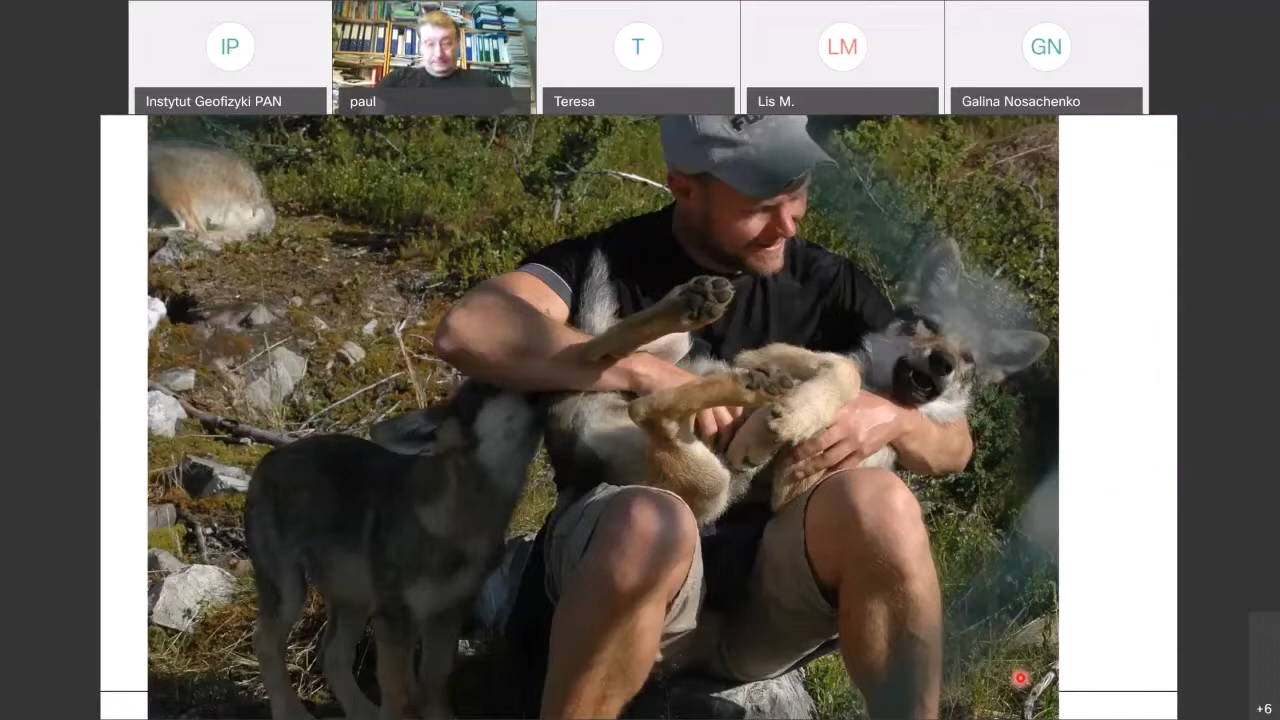 IP
T
LM
GN
Instytut Geofizyki PAN
paul
Teresa
Lis M.
Galina Nosachenko
+6